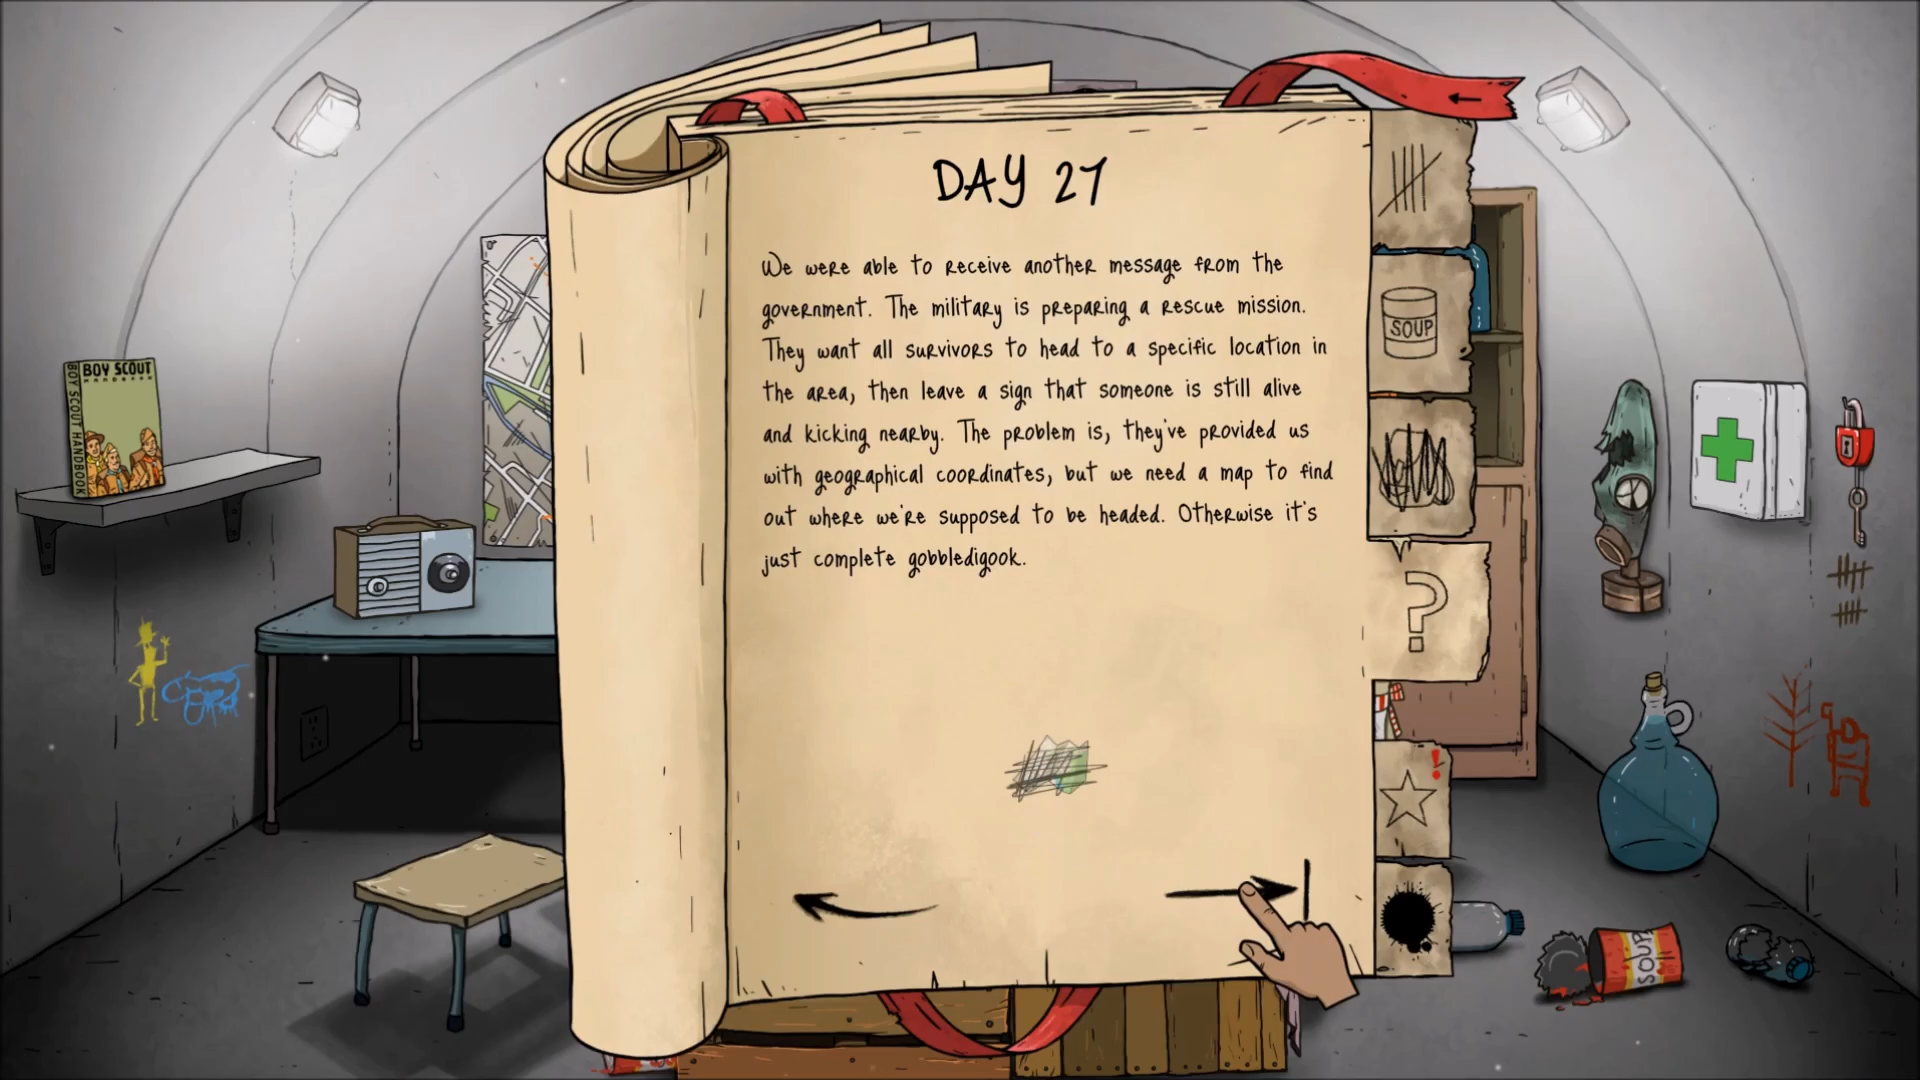 DAY 27
We were able to receive another message from the
government. The military is preparing a rescue mission.
They want all survivors to head to a specific location in
the area, then leave a sign that someone is still alive
and kicking nearby. The problem is, they've provided us
with geographical coordinates, but we need a map to find
out where we're supposed to be headed. Otherwise it's
just complete gobbledigook.
SOUP
?
!
BOY SCOUT
HANDBOOK
BOY SCOUT HANDBOOK
SOUP